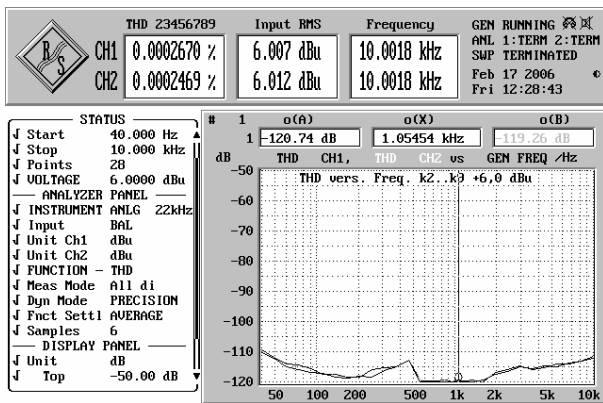 THD 23456789 Input RMS Frequency
R S
CH1 0.0002670 % 6.007 dBu 10.0018 kHz
CH2 0.0002469 % 6.012 dBu 10.0018 kHz
GEN RUNNING
ANL 1:TERM 2:TERM
SWP TERMINATED
Feb 17 2006
Fri 12:28:43
STATUS
Start 40.000 Hz
Stop 10.000 kHz
Points 28
VOLTAGE 6.0000 dBu
ANALYZER PANEL
INSTRUMENT ANLG 22kHz
Input BAL
Unit Ch1 dBu
Unit Ch2 dBu
FUNCTION - THD
Meas Mode All di
Dyn Mode PRECISION
Fnct Settl AVERAGE
Samples 6
DISPLAY PANEL
Unit dB
Top -50.00 dB
# 1 o(A) o(X) o(B)
1 -120.74 dB 1.05454 kHz -119.26 dB
dB THD CH1, THD CH2 vs GEN FREQ /Hz
THD vers. Freq. k2..k9 +6,0 dBu
-50
-60
-70
-80
-90
-100
-110
-120
50 100 200 500 1k 2k 5k 10k